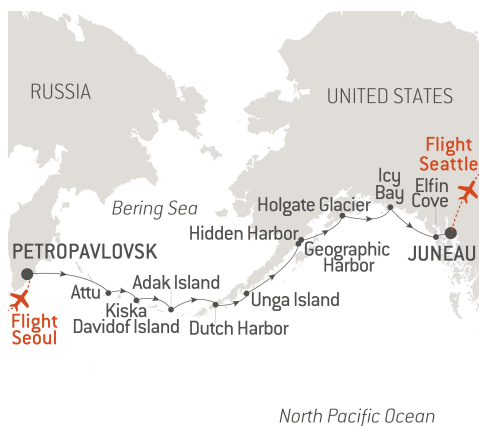 RUSSIA
UNITED STATES
Flight
Seattle
Icy
Bay
Elfin
Cove
Holgate Glacier
Bering Sea
Hidden Harbor
Geographic
Harbor
JUNEAU
PETROPAVLOVSK
Adak Island
Attu
Kiska
Unga Island
Davidof Island
Dutch Harbor
Flight
Seoul
North Pacific Ocean